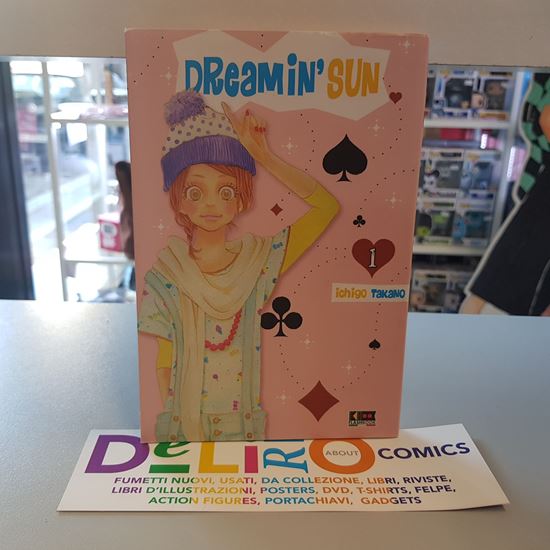 DREAMIN' SUN
1
ichigo TAKANO
DeLiRO ABOUT COMICS
FUMETTI NUOVI, USATI, DA COLLEZIONE, LIBRI, RIVISTE,
LIBRI D'ILLUSTRAZIONI, POSTERS, DVD, T-SHIRTS, FELPE,
ACTION FIGURES, PORTACHIAVI, GADGETS